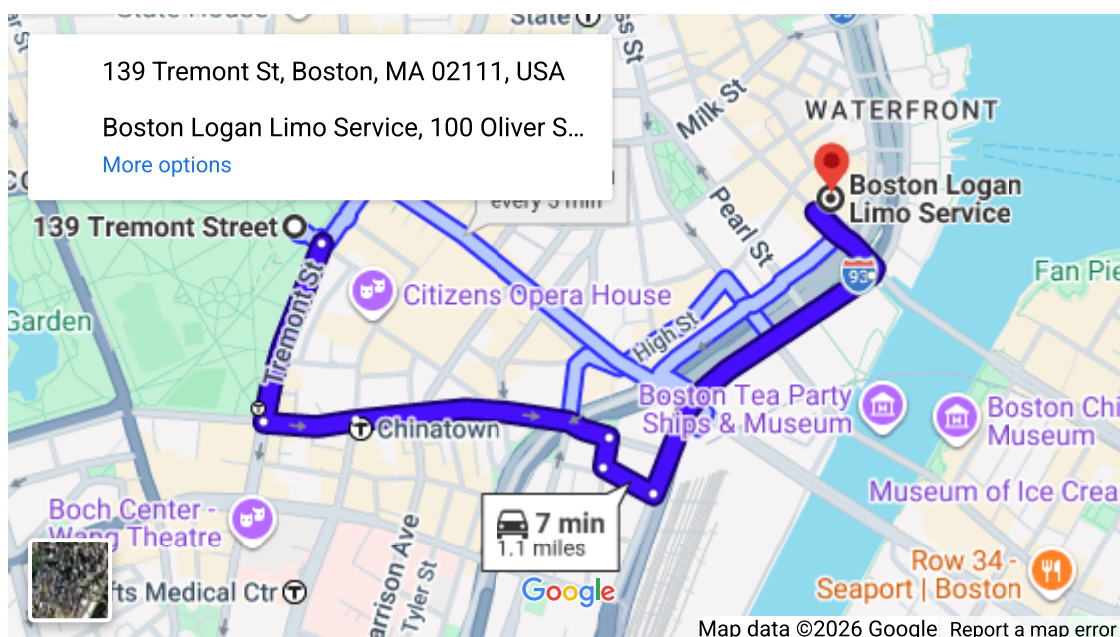 State
139 Tremont St, Boston, MA 02111, USA
Boston Logan Limo Service, 100 Oliver S...
More options
every 5 min
Milk St
WATERFRONT
Boston Logan
Limo Service
139 Tremont Street
Pearl St
93
Fan Pie
Citizens Opera House
Garden
Tremont St
High St
Boston Tea Party
Ships & Museum
Boston Chi
Museum
Chinatown
Museum of Ice Crea
Boch Center -
Wang Theatre
7 min
1.1 miles
Row 34 -
Seaport | Boston
fts Medical Ctr
arrison Ave
Tyler St
Google
Map data ©2026 Google
Report a map error